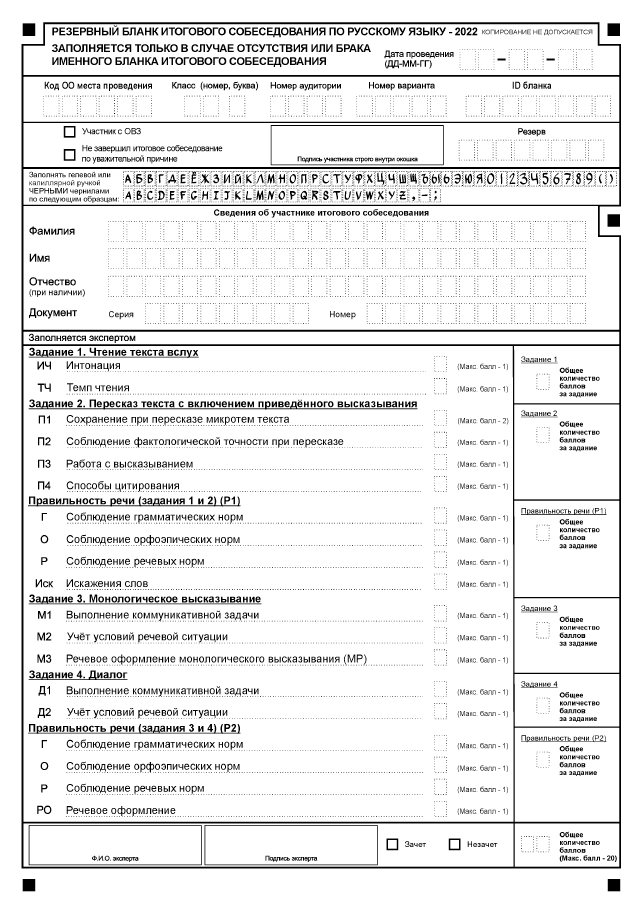 РЕЗЕРВНЫЙ БЛАНК ИТОГОВОГО СОБЕСЕДОВАНИЯ ПО РУССКОМУ ЯЗЫКУ - 2022 КОПИРОВАНИЕ НЕ ДОПУСКАЕТСЯ
ЗАПОЛНЯЕТСЯ ТОЛЬКО В СЛУЧАЕ ОТСУТСТВИЯ ИЛИ БРАКА
ИМЕННОГО БЛАНКА ИТОГОВОГО СОБЕСЕДОВАНИЯ
Дата проведения
(ДД-ММ-ГГ)
Код ОО места проведения Класс (номер, буква) Номер аудитории Номер варианта ID бланка
Участник с ОВЗ
Не завершил итоговое собеседование
по уважительной причине
Подпись участника строго внутри окошка
Резерв
Заполнять гелевой или
капиллярной ручкой
ЧЕРНЫМИ чернилами
по следующим образцам:
АБВГДЕЁЖЗИЙКЛМНОПРСТУФХЦЧШЩЪЫЬЭЮЯ0123456789()
ABCDEFGHIJKLMNOPQRSTUVWXYZ,-;
Сведения об участнике итогового собеседования
Фамилия
Имя
Отчество
(при наличии)
Документ Серия Номер
Заполняется экспертом
Задание 1. Чтение текста вслух
ИЧ Интонация (Макс. балл - 1)
ТЧ Темп чтения (Макс. балл - 1)
Задание 1
Общее
количество
баллов
за задание
Задание 2. Пересказ текста с включением приведённого высказывания
П1 Сохранение при пересказе микротем текста (Макс. балл - 2)
П2 Соблюдение фактологической точности при пересказе (Макс. балл - 1)
П3 Работа с высказыванием (Макс. балл - 1)
П4 Способы цитирования (Макс. балл - 1)
Задание 2
Общее
количество
баллов
за задание
Правильность речи (задания 1 и 2) (Р1)
Г Соблюдение грамматических норм (Макс. балл - 1)
О Соблюдение орфоэпических норм (Макс. балл - 1)
Р Соблюдение речевых норм (Макс. балл - 1)
Иск Искажения слов (Макс. балл - 1)
Правильность речи (Р1)
Общее
количество
баллов
за задание
Задание 3. Монологическое высказывание
М1 Выполнение коммуникативной задачи (Макс. балл - 1)
М2 Учёт условий речевой ситуации (Макс. балл - 1)
М3 Речевое оформление монологического высказывания (МР) (Макс. балл - 1)
Задание 3
Общее
количество
баллов
за задание
Задание 4. Диалог
Д1 Выполнение коммуникативной задачи (Макс. балл - 1)
Д2 Учёт условий речевой ситуации (Макс. балл - 1)
Задание 4
Общее
количество
баллов
за задание
Правильность речи (задания 3 и 4) (Р2)
Г Соблюдение грамматических норм (Макс. балл - 1)
О Соблюдение орфоэпических норм (Макс. балл - 1)
Р Соблюдение речевых норм (Макс. балл - 1)
РО Речевое оформление (Макс. балл - 1)
Правильность речи (Р2)
Общее
количество
баллов
за задание
Ф.И.О. эксперта
Подпись эксперта
Зачет Незачет
Общее
количество
баллов
(Макс. балл - 20)